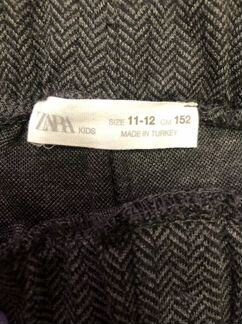 ZARA KIDS SIZE 11-12 CM 152
MADE IN TURKEY